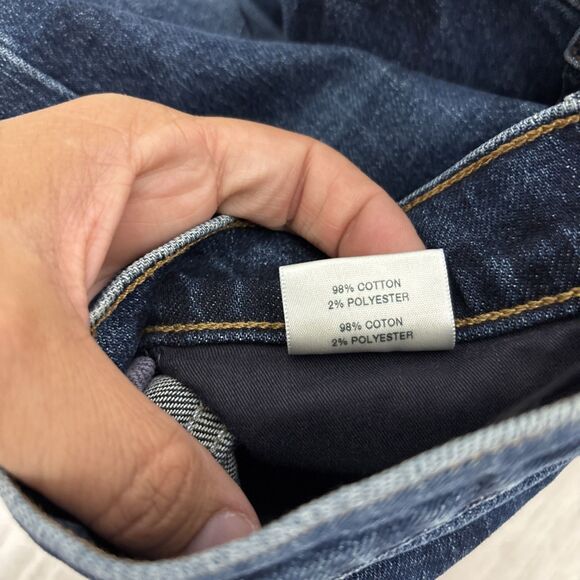 98% COTTON
2% POLYESTER
98% COTON
2% POLYESTER